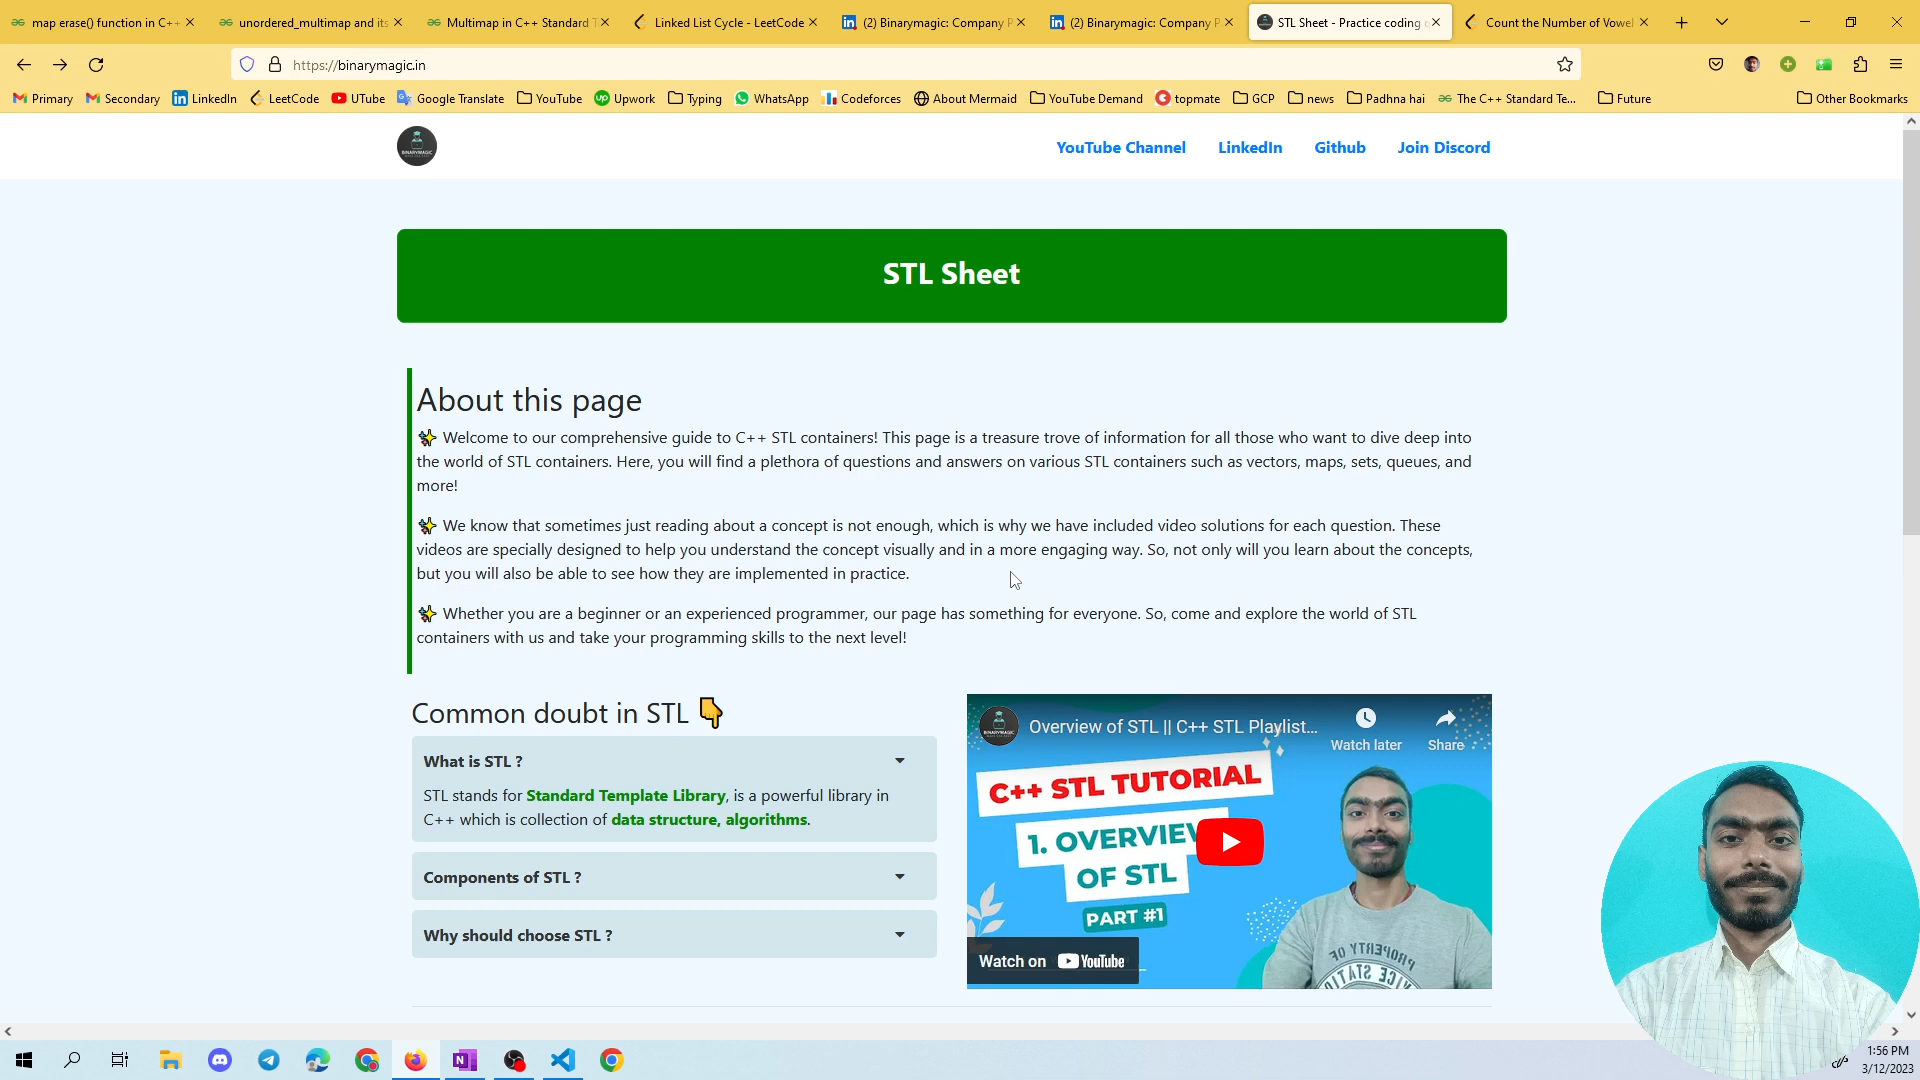 map erase() function in C++
unordered_multimap and its
Multimap in C++ Standard T
Linked List Cycle - LeetCode
(2) Binarymagic: Company P
(2) Binarymagic: Company P
STL Sheet - Practice coding
Count the Number of Vowel
https://binarymagic.in
Primary
Secondary
LinkedIn
LeetCode
UTube
Google Translate
YouTube
Upwork
Typing
WhatsApp
Codeforces
About Mermaid
YouTube Demand
topmate
GCP
news
Padhna hai
The C++ Standard Te...
Future
Other Bookmarks
BINARYMAGIC
YouTube Channel
LinkedIn
Github
Join Discord
STL Sheet
About this page
✨ Welcome to our comprehensive guide to C++ STL containers! This page is a treasure trove of information for all those who want to dive deep into
the world of STL containers. Here, you will find a plethora of questions and answers on various STL containers such as vectors, maps, sets, queues, and
more!
✨ We know that sometimes just reading about a concept is not enough, which is why we have included video solutions for each question. These
videos are specially designed to help you understand the concept visually and in a more engaging way. So, not only will you learn about the concepts,
but you will also be able to see how they are implemented in practice.
✨ Whether you are a beginner or an experienced programmer, our page has something for everyone. So, come and explore the world of STL
containers with us and take your programming skills to the next level!
Common doubt in STL 👇
What is STL ?
STL stands for Standard Template Library, is a powerful library in
C++ which is collection of data structure, algorithms.
Components of STL ?
Why should choose STL ?
Overview of STL || C++ STL Playlist...
Watch later
Share
C++ STL TUTORIAL
1. OVERVIEW
OF STL
PART #1
PROPERTY OF
Watch on YouTube
1:56 PM
3/12/2023